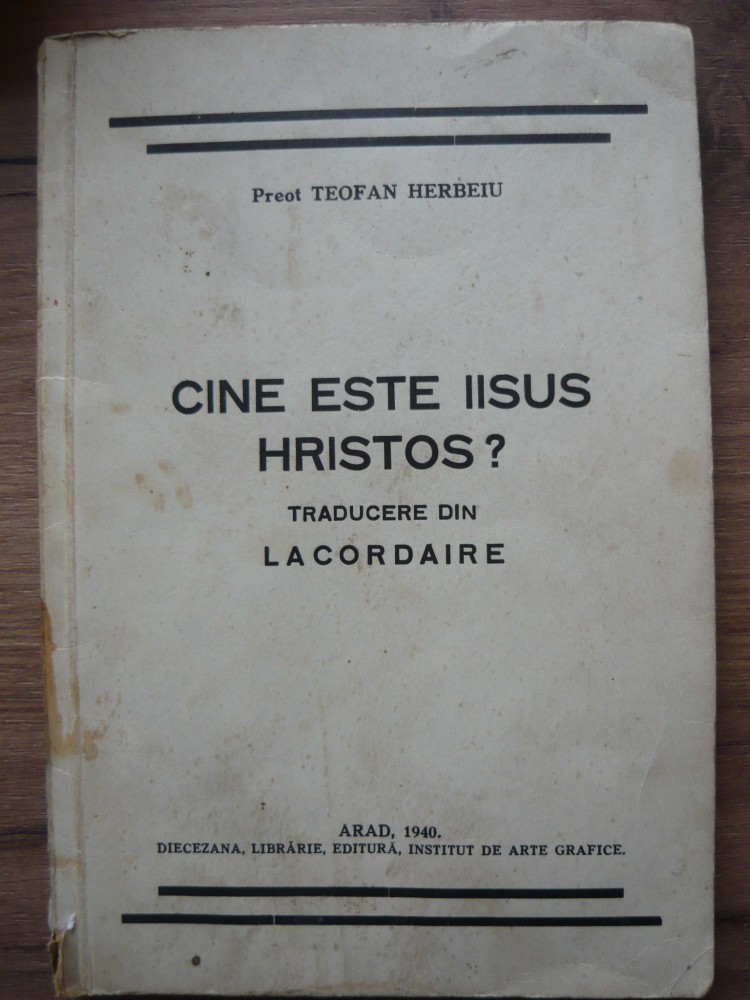 Preot TEOFAN HERBEIU
CINE ESTE IISUS
HRISTOS?
TRADUCERE DIN
LACORDAIRE
ARAD, 1940.
DIECEZANA, LIBRĂRIE, EDITURĂ, INSTITUT DE ARTE GRAFICE.